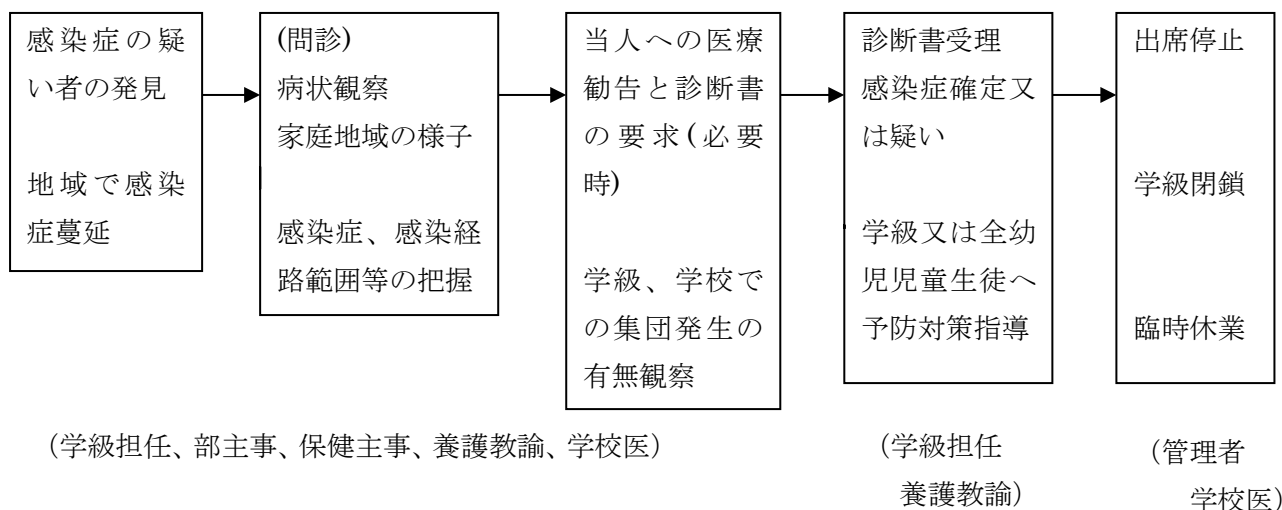 感染症の疑
い者の発見
地域で感染
症蔓延
(問診)
病状観察
家庭地域の様子
感染症、感染経
路範囲等の把握
当人への医療
勧告と診断書
の要求(必要
時)
学級、学校で
の集団発生の
有無観察
診断書受理
感染症確定又
は疑い
学級又は全幼
児児童生徒へ
予防対策指導
出席停止
学級閉鎖
臨時休業
（学級担任、部主事、保健主事、養護教諭、学校医）
（学級担任
養護教諭）
（管理者
学校医）